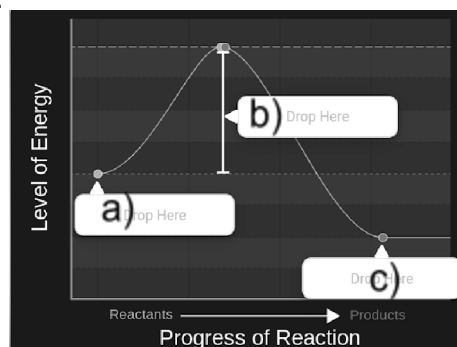 Level of Energy
b) Drop Here
a) Drop Here
c) Drop Here
Reactants
Products
Progress of Reaction